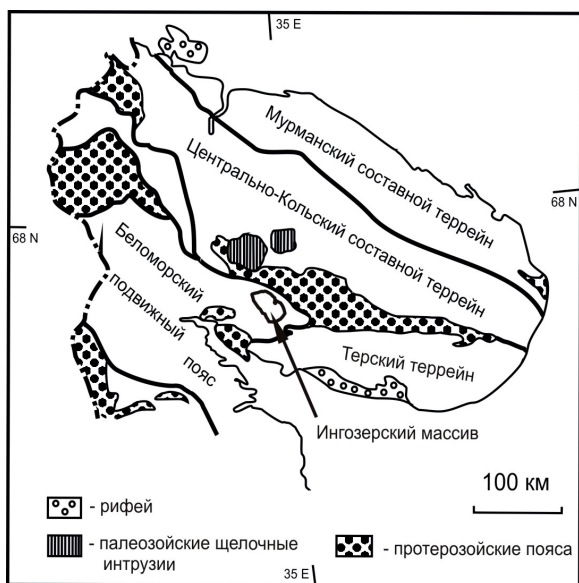 35 E
Мурманский составной террейн
Центрально-Кольский составной террейн
68 N
68 N
Беломорский
подвижный
пояс
Терский террейн
Ингозерский массив
100 км
- рифей
- палеозойские щелочные
интрузии
- протерозойские пояса
35 E